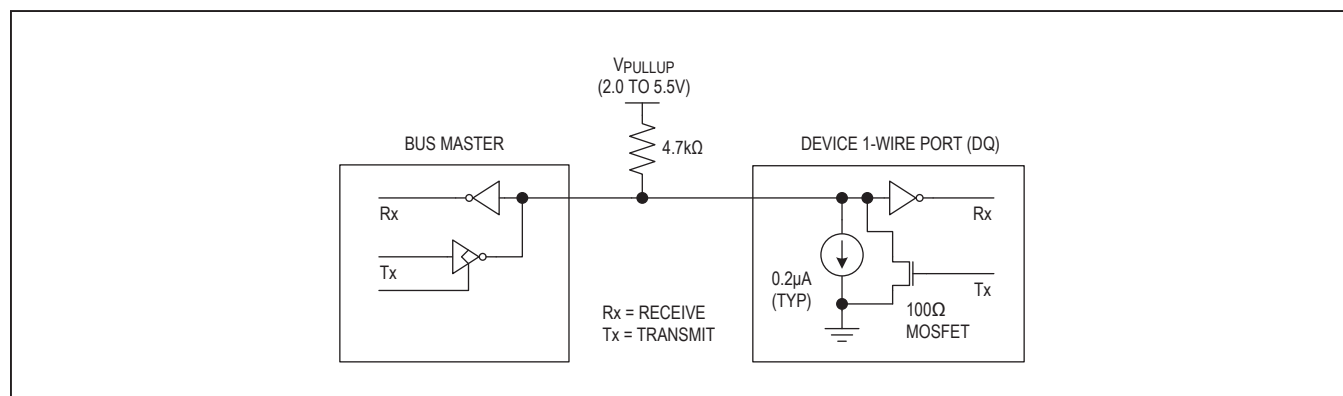 VPULLUP
(2.0 TO 5.5V)
4.7kΩ
BUS MASTER
Rx
Tx
Rx = RECEIVE
Tx = TRANSMIT
DEVICE 1-WIRE PORT (DQ)
Rx
0.2µA
(TYP)
Tx
100Ω
MOSFET